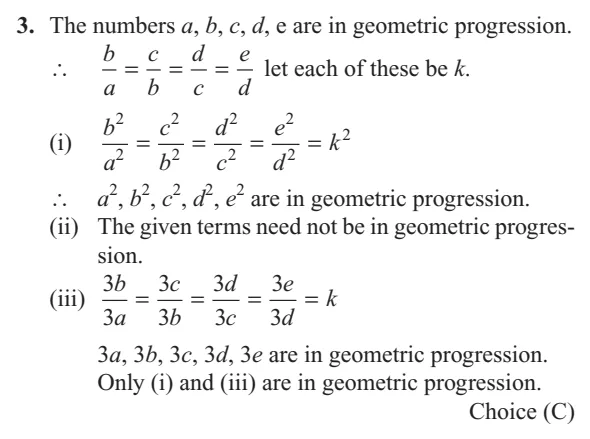 3. The numbers a, b, c, d, e are in geometric progression.
∴ b/a = c/b = d/c = e/d let each of these be k.
(i) b²/a² = c²/b² = d²/c² = e²/d² = k²
∴ a², b², c², d², e² are in geometric progression.
(ii) The given terms need not be in geometric progres-
sion.
(iii) 3b/3a = 3c/3b = 3d/3c = 3e/3d = k
3a, 3b, 3c, 3d, 3e are in geometric progression.
Only (i) and (iii) are in geometric progression.
Choice (C)